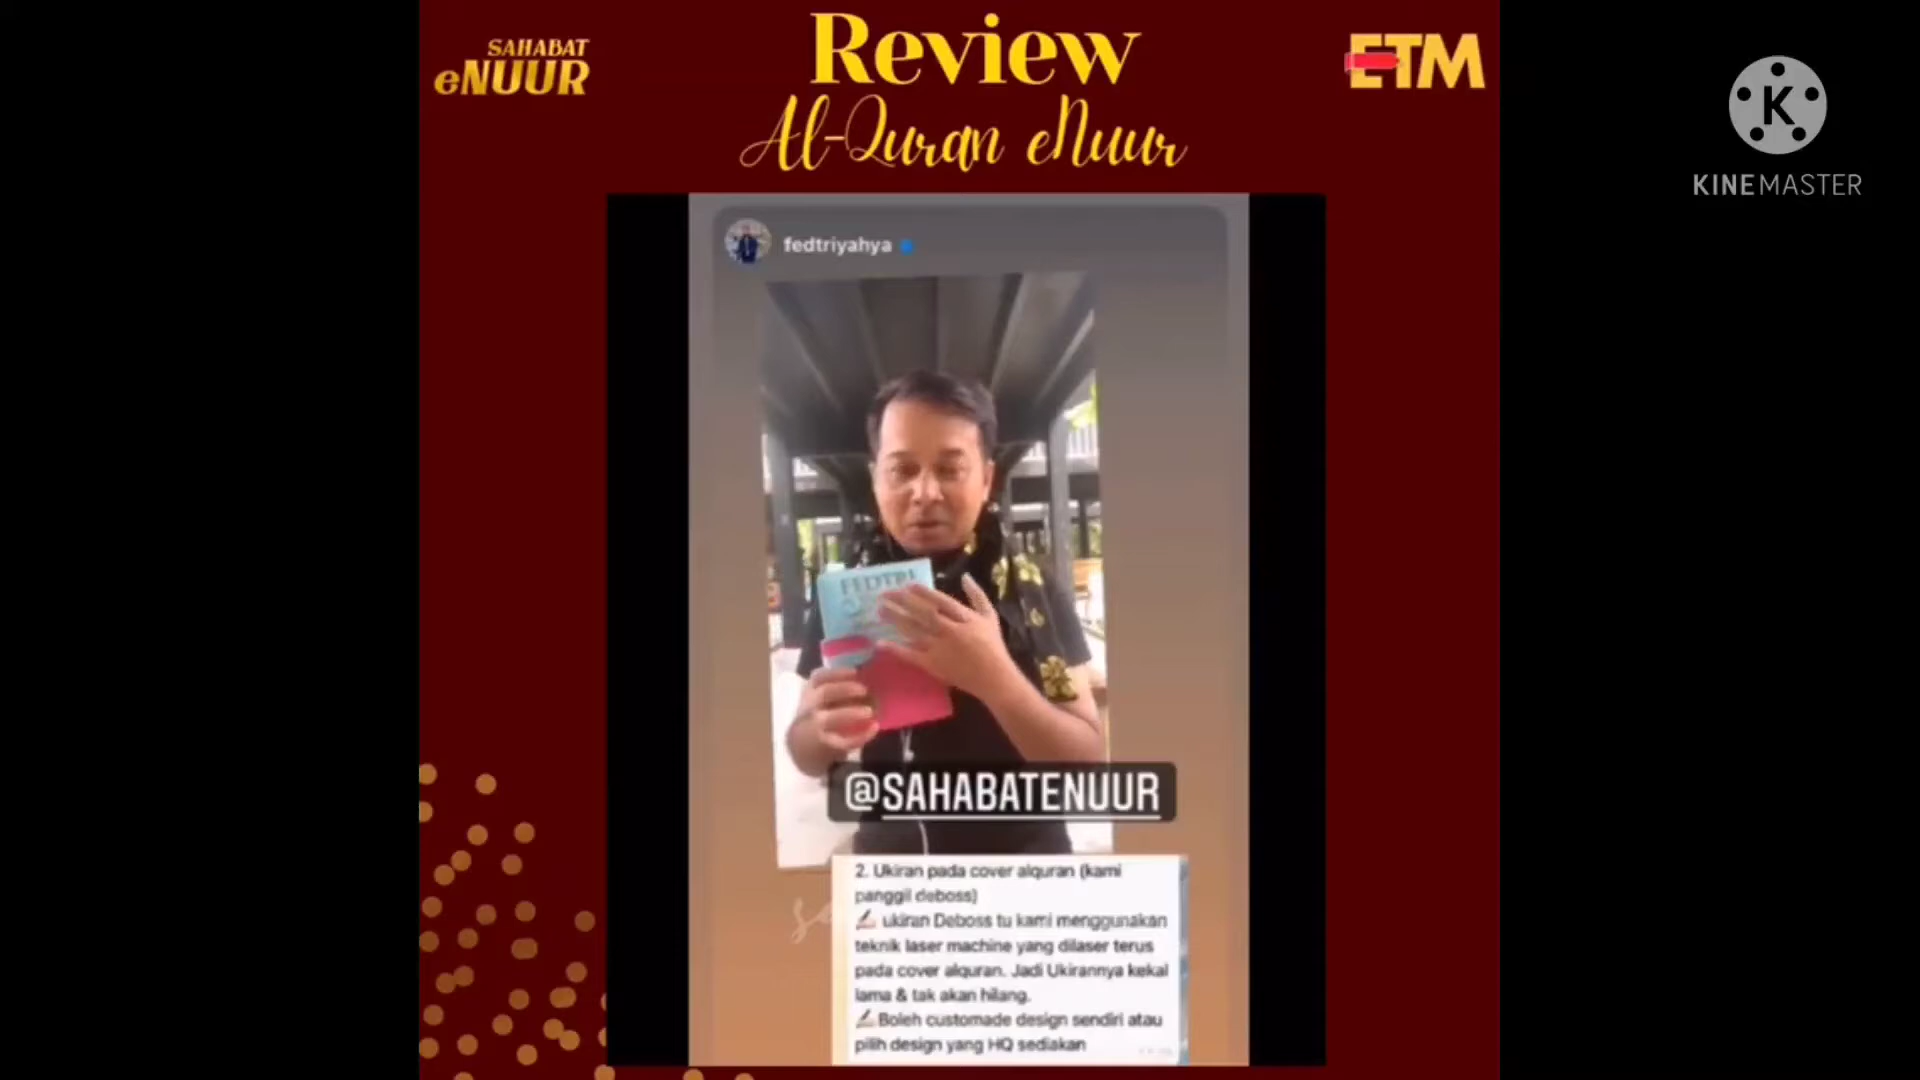 SAHABAT
eNUUR
Review
Al-Quran eNuur
ETM
K
KINEMASTER
fedtriyahya
FEDTRI
@SAHABATENUUR
2. Ukiran pada cover alquran (kami
panggil deboss)
✍🏻 ukiran Deboss tu kami menggunakan
teknik laser machine yang dilaser terus
pada cover alquran. Jadi Ukirannya kekal
lama & tak akan hilang.
✍🏻Boleh customade design sendiri atau
pilih design yang HQ sediakan